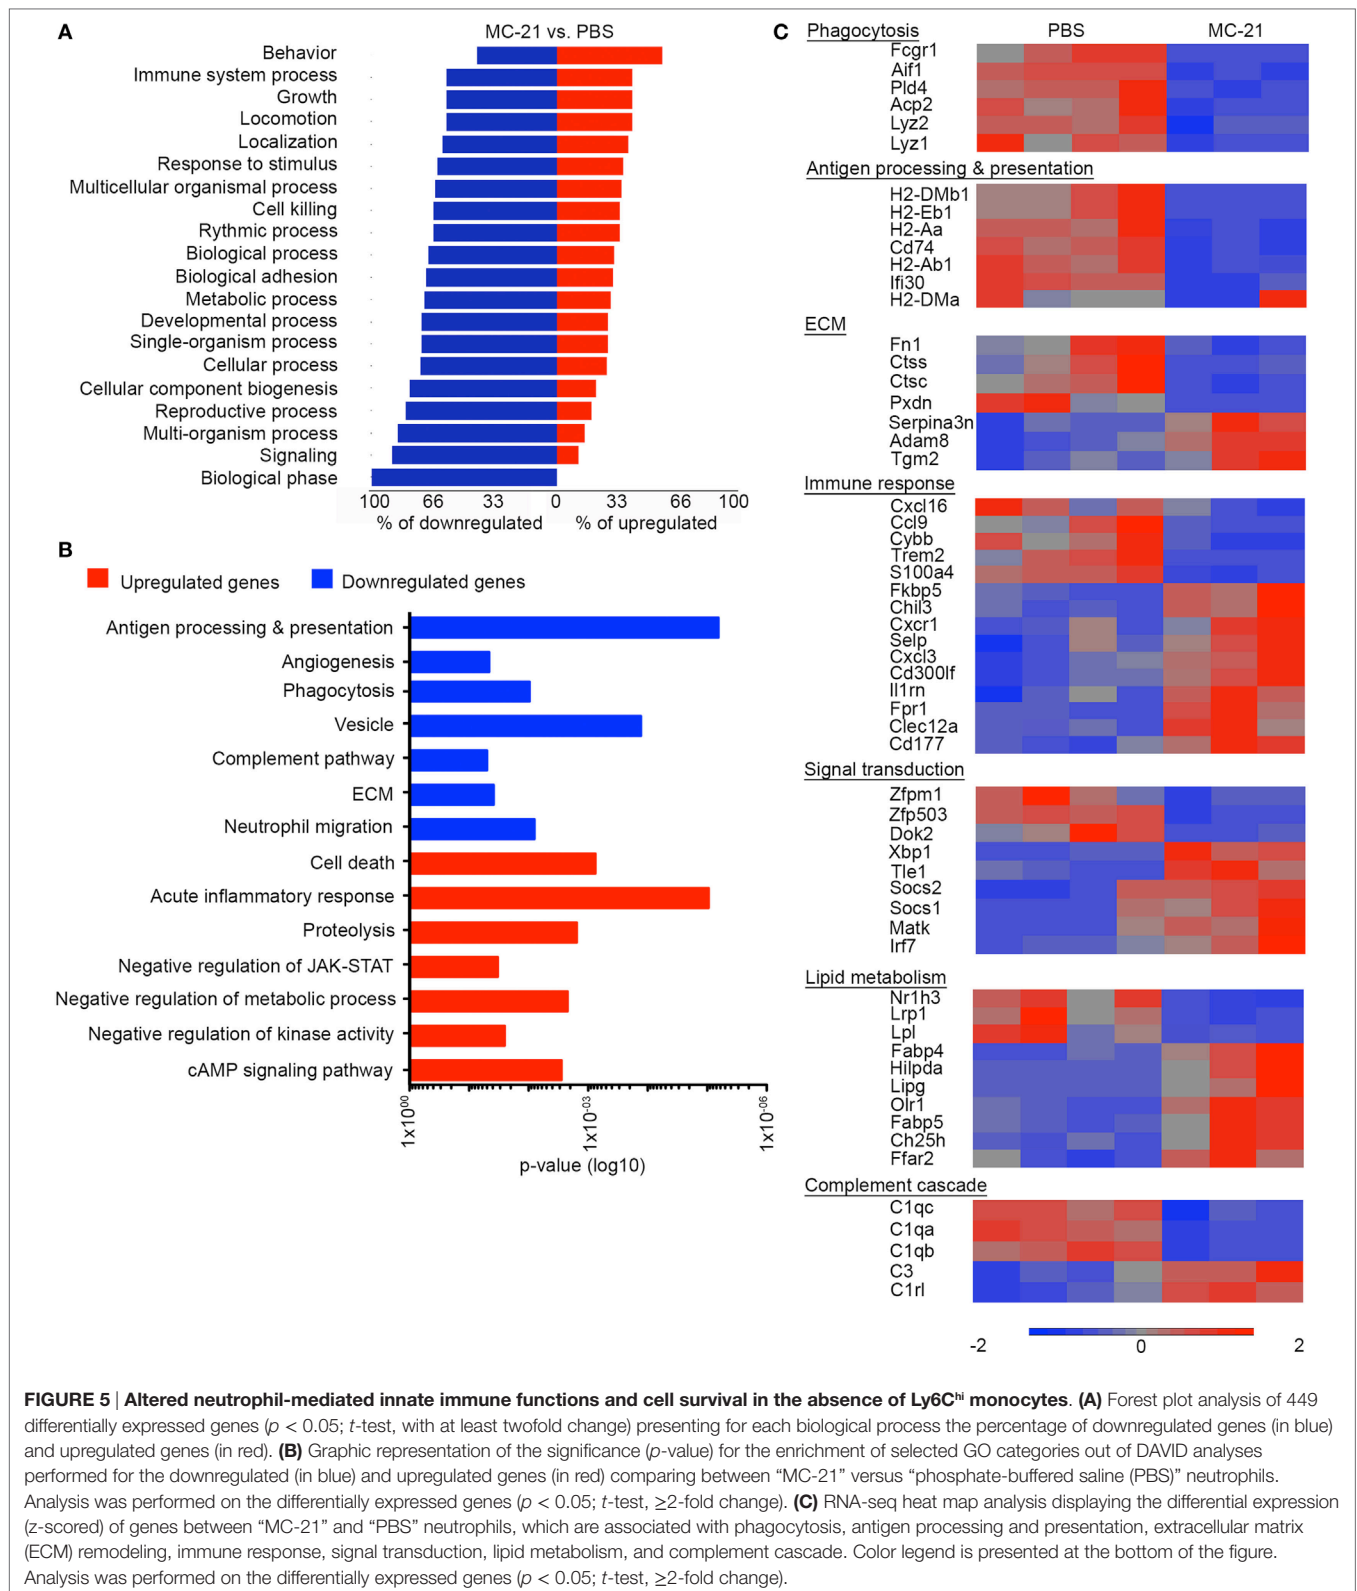 A
MC-21 vs. PBS
Behavior
Immune system process
Growth
Locomotion
Localization
Response to stimulus
Multicellular organismal process
Cell killing
Rythmic process
Biological process
Biological adhesion
Metabolic process
Developmental process
Single-organism process
Cellular process
Cellular component biogenesis
Reproductive process
Multi-organism process
Signaling
Biological phase
100 66 33 0 33 66 100
% of downregulated % of upregulated
B
Upregulated genes Downregulated genes
Antigen processing & presentation
Angiogenesis
Phagocytosis
Vesicle
Complement pathway
ECM
Neutrophil migration
Cell death
Acute inflammatory response
Proteolysis
Negative regulation of JAK-STAT
Negative regulation of metabolic process
Negative regulation of kinase activity
cAMP signaling pathway
1x10⁰⁰ 1x10⁻⁰³ 1x10⁻⁰⁶
p-value (log10)
C
Phagocytosis PBS MC-21
Fcgr1
Aif1
Pld4
Acp2
Lyz2
Lyz1
Antigen processing & presentation
H2-DMb1
H2-Eb1
H2-Aa
Cd74
H2-Ab1
Ifi30
H2-DMa
ECM
Fn1
Ctss
Ctsc
Pxdn
Serpina3n
Adam8
Tgm2
Immune response
Cxcl16
Ccl9
Cybb
Trem2
S100a4
Fkbp5
Chil3
Cxcr1
Selp
Cxcl3
Cd300lf
Il1rn
Fpr1
Clec12a
Cd177
Signal transduction
Zfpm1
Zfp503
Dok2
Xbp1
Tle1
Socs2
Socs1
Matk
Irf7
Lipid metabolism
Nr1h3
Lrp1
Lpl
Fabp4
Hilpda
Lipg
Olr1
Fabp5
Ch25h
Ffar2
Complement cascade
C1qc
C1qa
C1qb
C3
C1rl
-2 0 2
FIGURE 5 | Altered neutrophil-mediated innate immune functions and cell survival in the absence of Ly6Cʰⁱ monocytes. (A) Forest plot analysis of 449
differentially expressed genes (p < 0.05; t-test, with at least twofold change) presenting for each biological process the percentage of downregulated genes (in blue)
and upregulated genes (in red). (B) Graphic representation of the significance (p-value) for the enrichment of selected GO categories out of DAVID analyses
performed for the downregulated (in blue) and upregulated genes (in red) comparing between “MC-21” versus “phosphate-buffered saline (PBS)” neutrophils.
Analysis was performed on the differentially expressed genes (p < 0.05; t-test, ≥2-fold change). (C) RNA-seq heat map analysis displaying the differential expression
(z-scored) of genes between “MC-21” and “PBS” neutrophils, which are associated with phagocytosis, antigen processing and presentation, extracellular matrix
(ECM) remodeling, immune response, signal transduction, lipid metabolism, and complement cascade. Color legend is presented at the bottom of the figure.
Analysis was performed on the differentially expressed genes (p < 0.05; t-test, ≥2-fold change).